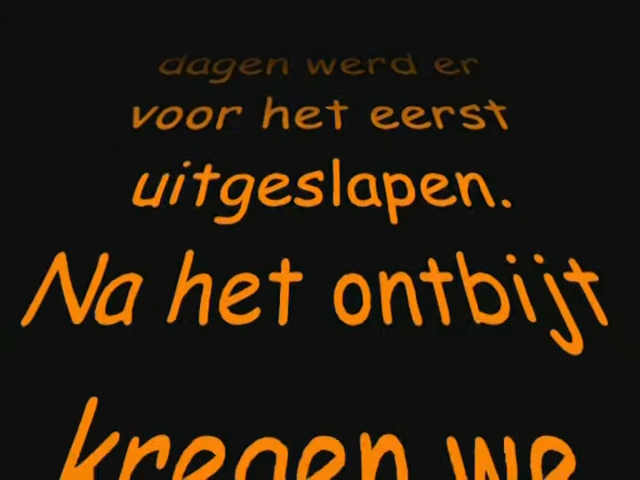 dagen werd er
voor het eerst
uitgeslapen.
Na het ontbijt
kregen we